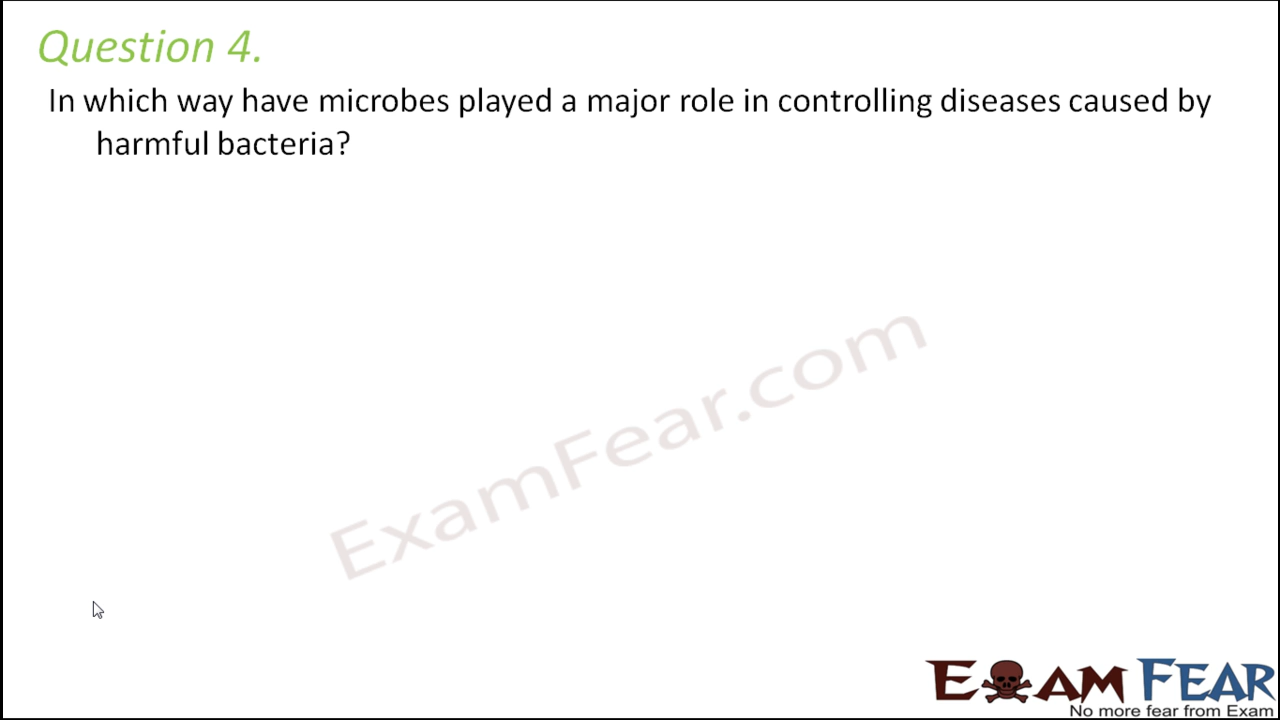 Question 4.
In which way have microbes played a major role in controlling diseases caused by
harmful bacteria?
ExamFear.com
EXAM FEAR
No more fear from Exam